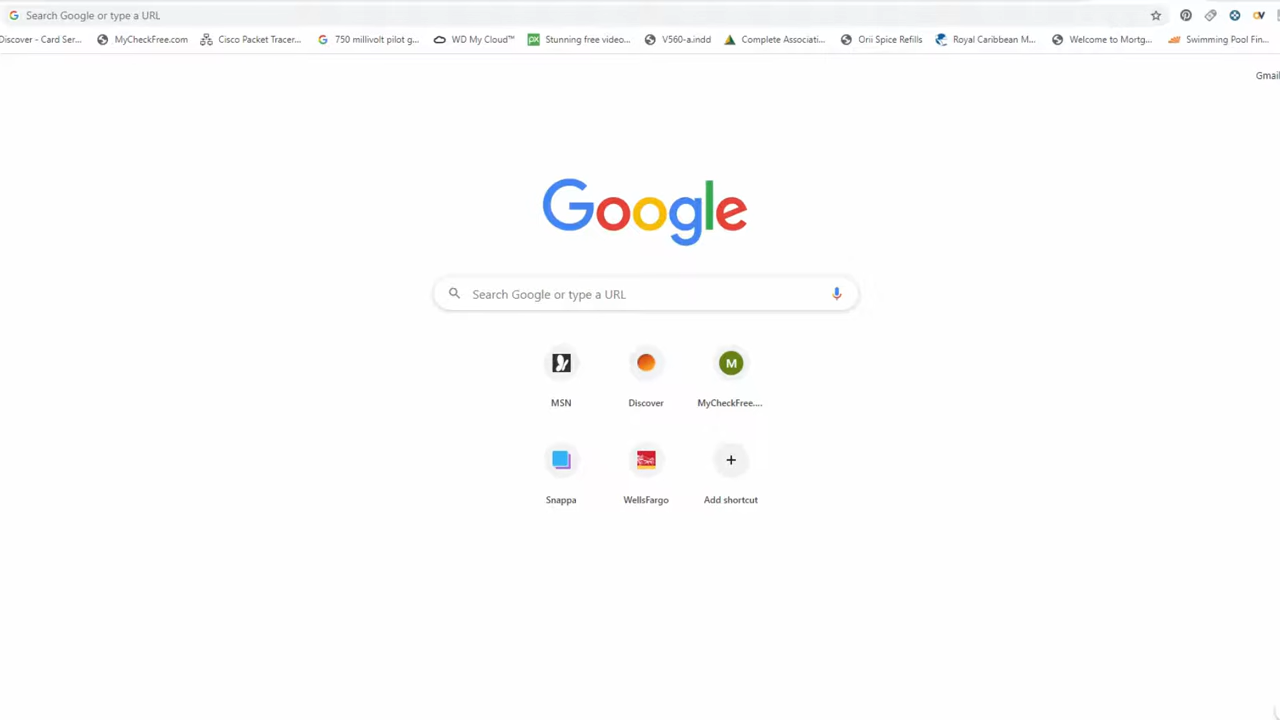 Search Google or type a URL
Discover - Card Ser... MyCheckFree.com Cisco Packet Tracer... 750 millivolt pilot g... WD My Cloud™ Stunning free video... V560-a.indd Complete Associati... Orii Spice Refills Royal Caribbean M... Welcome to Mortg... Swimming Pool Fin...
Gmail
Google
Search Google or type a URL
M
MSN Discover MyCheckFree....
Snappa WellsFargo Add shortcut